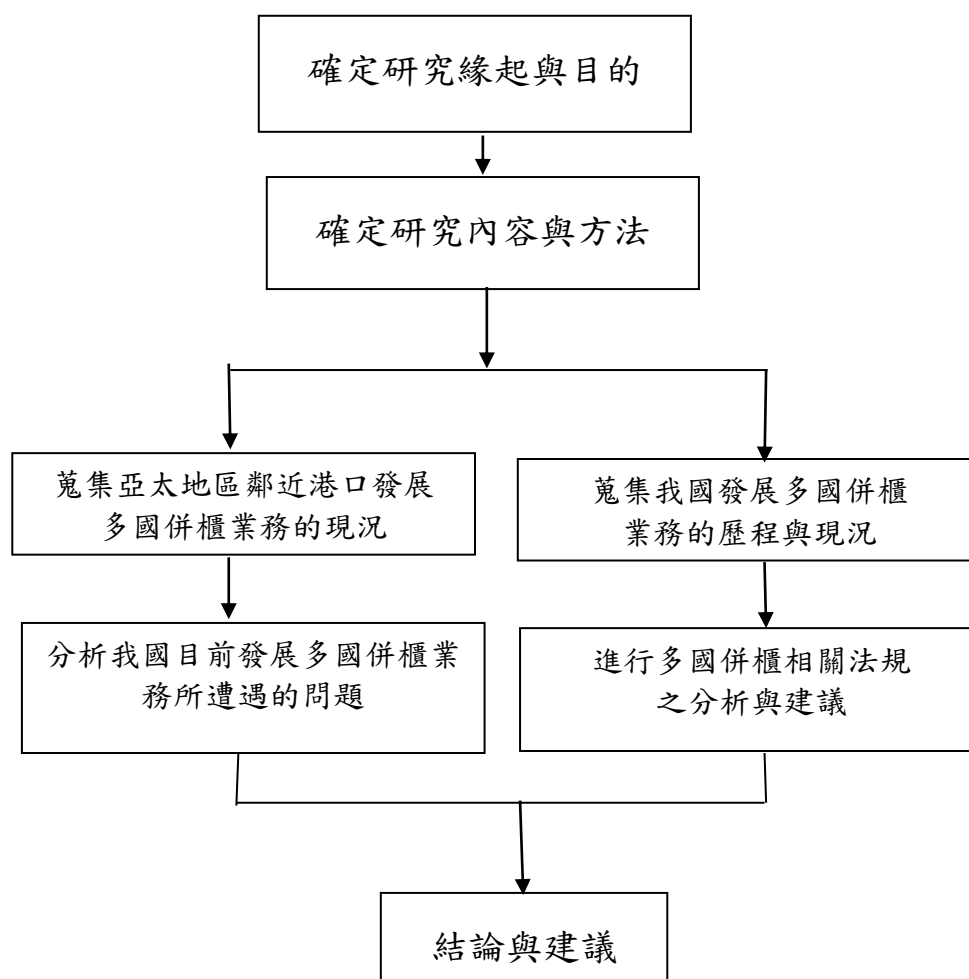 確定研究緣起與目的
確定研究內容與方法
蒐集亞太地區鄰近港口發展
多國併櫃業務的現況
蒐集我國發展多國併櫃
業務的歷程與現況
分析我國目前發展多國併櫃業
務所遭遇的問題
進行多國併櫃相關法規
之分析與建議
結論與建議